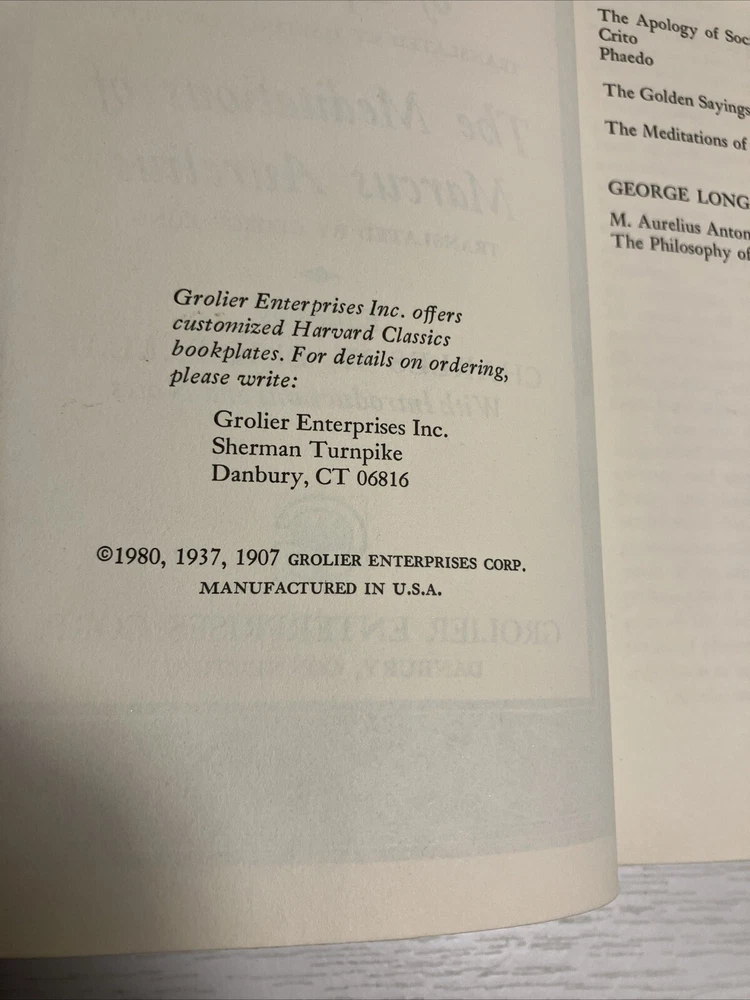 Grolier Enterprises Inc. offers
customized Harvard Classics
bookplates. For details on ordering,
please write:
Grolier Enterprises Inc.
Sherman Turnpike
Danbury, CT 06816
©1980, 1937, 1907 GROLIER ENTERPRISES CORP.
MANUFACTURED IN U.S.A.
The Apology of
Crito
Phaedo
The Golden Sayings
The Meditations of
GEORGE LONG
M. Aurelius
The Philosophy of